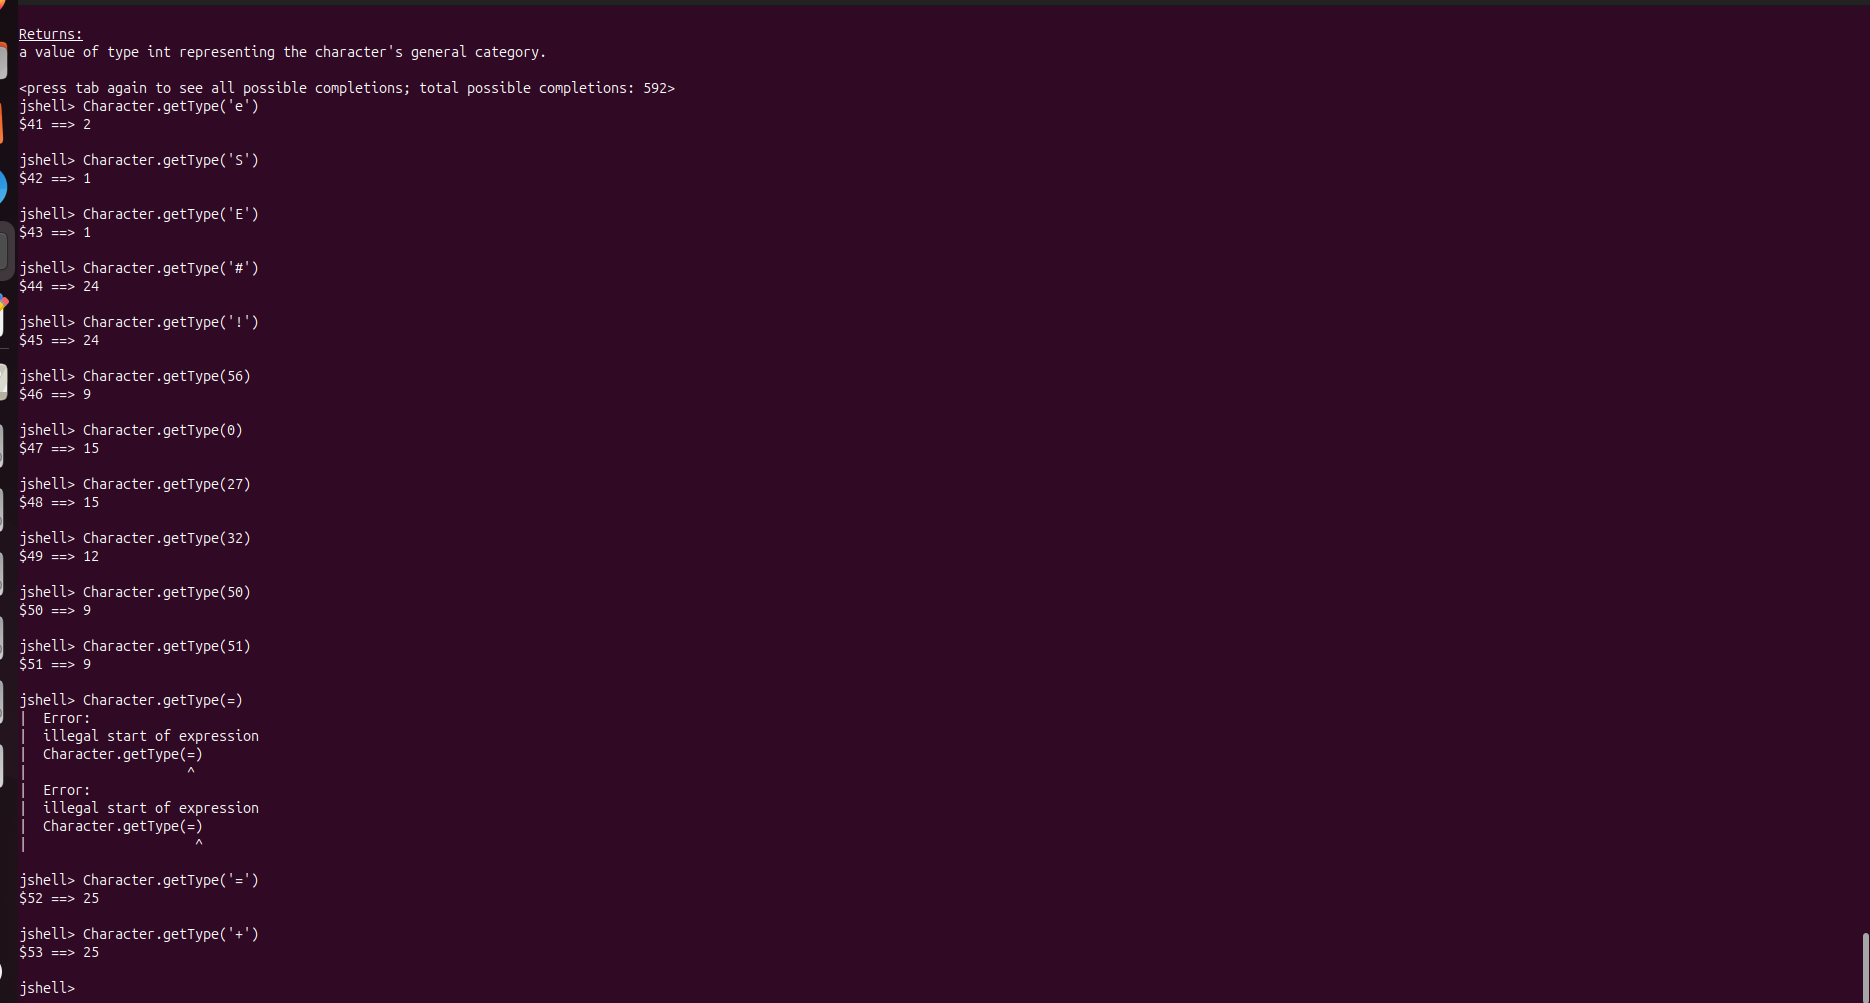 Returns:
a value of type int representing the character's general category.
<press tab again to see all possible completions; total possible completions: 592>
jshell> Character.getType('e')
$41 ==> 2
jshell> Character.getType('S')
$42 ==> 1
jshell> Character.getType('E')
$43 ==> 1
jshell> Character.getType('#')
$44 ==> 24
jshell> Character.getType('!')
$45 ==> 24
jshell> Character.getType(56)
$46 ==> 9
jshell> Character.getType(0)
$47 ==> 15
jshell> Character.getType(27)
$48 ==> 15
jshell> Character.getType(32)
$49 ==> 12
jshell> Character.getType(50)
$50 ==> 9
jshell> Character.getType(51)
$51 ==> 9
jshell> Character.getType(=)
|  Error:
|  illegal start of expression
|  Character.getType(=)
|                    ^
|  Error:
|  illegal start of expression
|  Character.getType(=)
|                     ^
jshell> Character.getType('=')
$52 ==> 25
jshell> Character.getType('+')
$53 ==> 25
jshell>